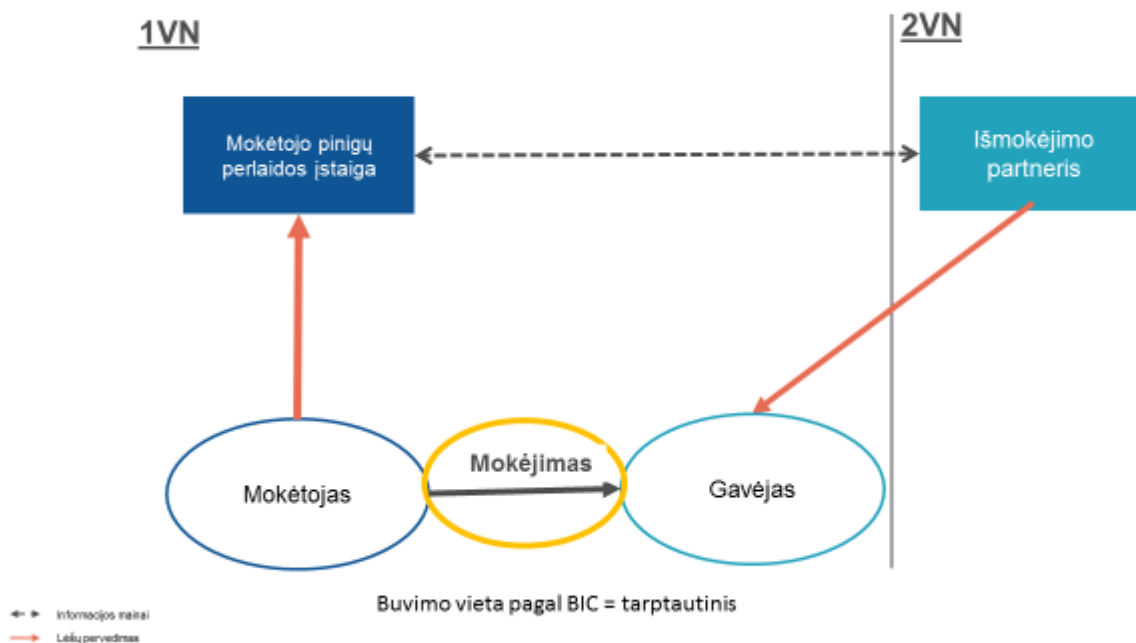 1VN
2VN
Mokėtojo pinigų
perlaidos įstaiga
Išmokėjimo
partneris
Mokėjimas
Mokėtojas
Gavėjas
Buvimo vieta pagal BIC = tarptautinis
Informacijos mainai
Lėšų pervedimas